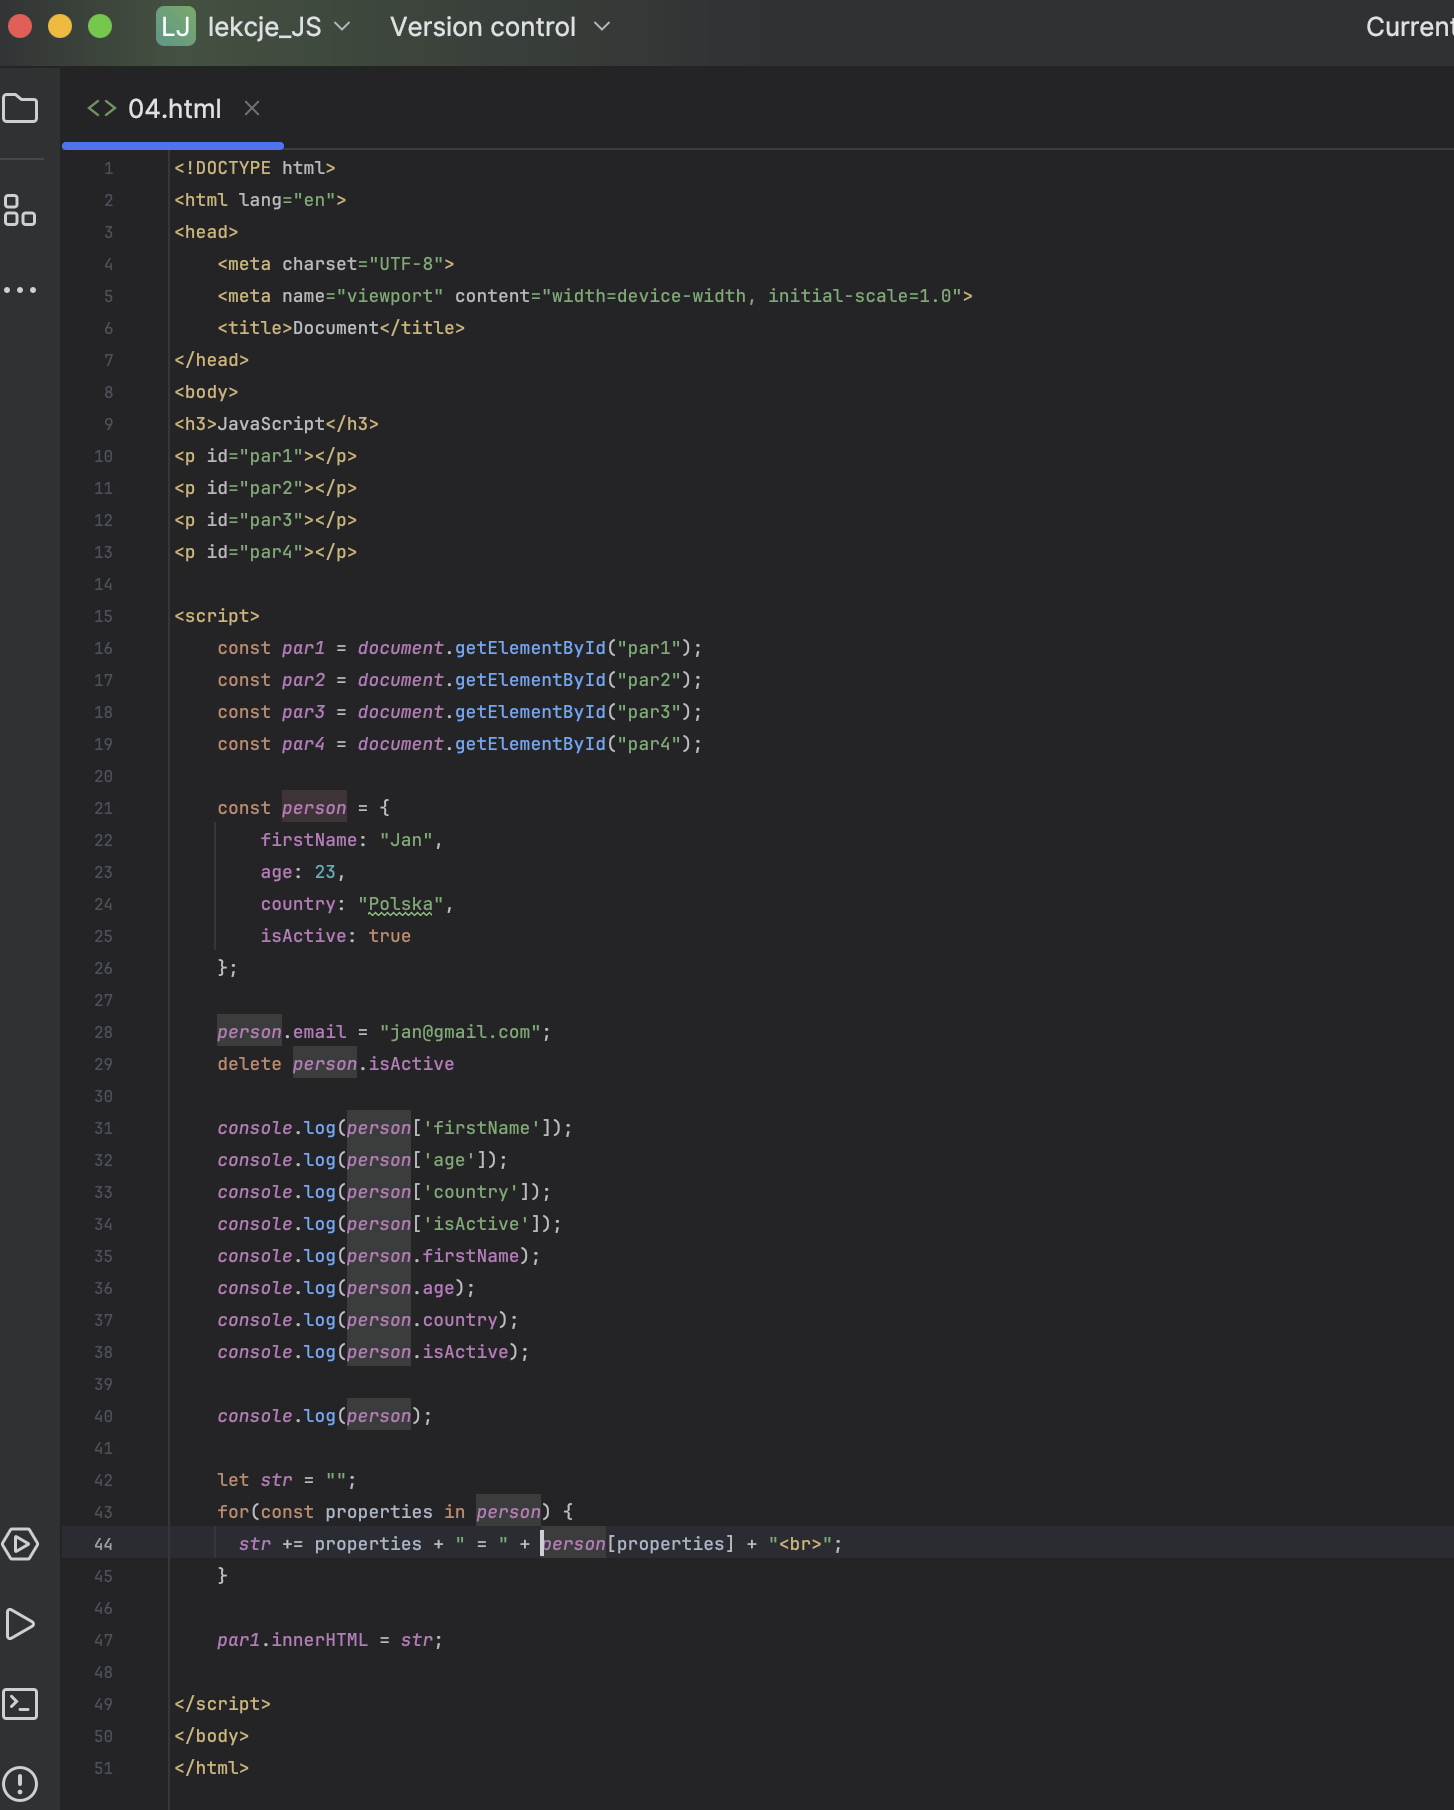 LJ lekcje_JS Version control Current
04.html
1 <!DOCTYPE html>
2 <html lang="en">
3 <head>
4     <meta charset="UTF-8">
5     <meta name="viewport" content="width=device-width, initial-scale=1.0">
6     <title>Document</title>
7 </head>
8 <body>
9 <h3>JavaScript</h3>
10 <p id="par1"></p>
11 <p id="par2"></p>
12 <p id="par3"></p>
13 <p id="par4"></p>
14
15 <script>
16     const par1 = document.getElementById("par1");
17     const par2 = document.getElementById("par2");
18     const par3 = document.getElementById("par3");
19     const par4 = document.getElementById("par4");
20
21     const person = {
22         firstName: "Jan",
23         age: 23,
24         country: "Polska",
25         isActive: true
26     };
27
28     person.email = "jan@gmail.com";
29     delete person.isActive
30
31     console.log(person['firstName']);
32     console.log(person['age']);
33     console.log(person['country']);
34     console.log(person['isActive']);
35     console.log(person.firstName);
36     console.log(person.age);
37     console.log(person.country);
38     console.log(person.isActive);
39
40     console.log(person);
41
42     let str = "";
43     for(const properties in person) {
44       str += properties + " = " + person[properties] + "<br>";
45     }
46
47     par1.innerHTML = str;
48
49 </script>
50 </body>
51 </html>